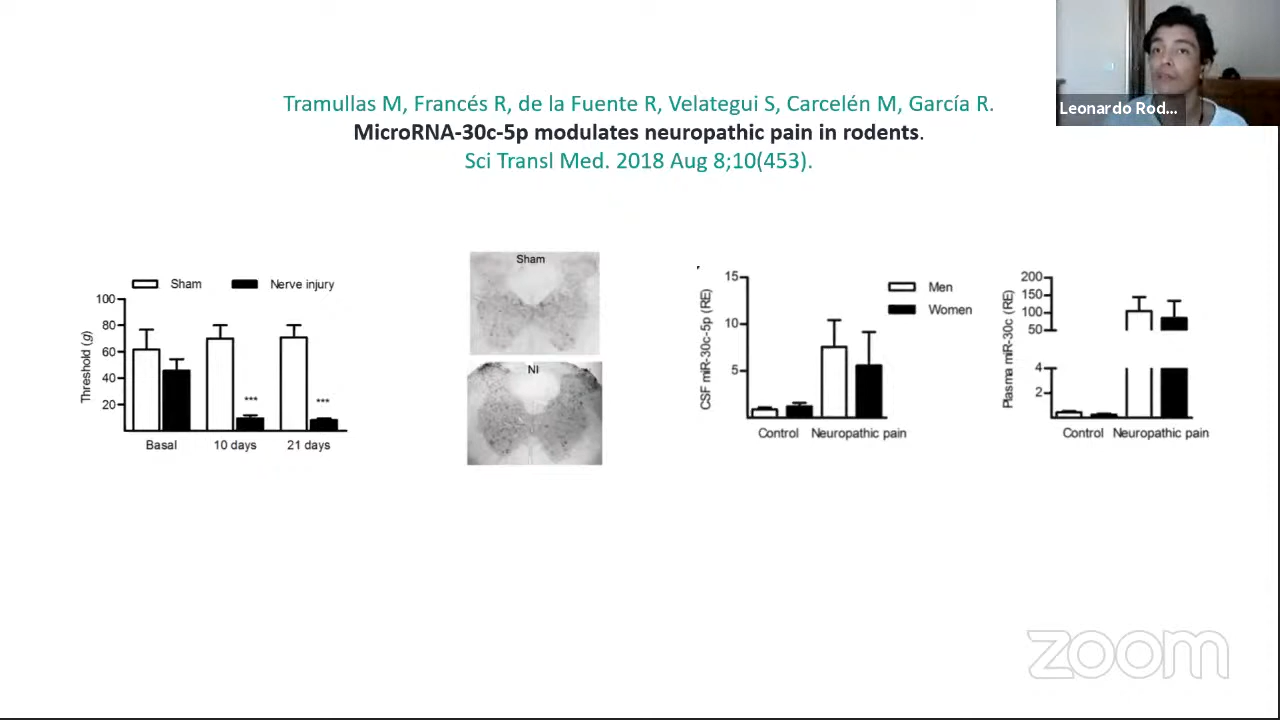 Tramullas M, Francés R, de la Fuente R, Velategui S, Carcelén M, García R.
MicroRNA-30c-5p modulates neuropathic pain in rodents.
Sci Transl Med. 2018 Aug 8;10(453).
Leonardo Rod...
Sham
Nerve injury
Threshold (g)
100
80
60
40
20
***
***
Basal
10 days
21 days
Sham
NI
CSF miR-30c-5p (RE)
15
10
5
Men
Women
Control
Neuropathic pain
Plasma miR-30c (RE)
200
150
100
50
4
2
Control
Neuropathic pain
zoom